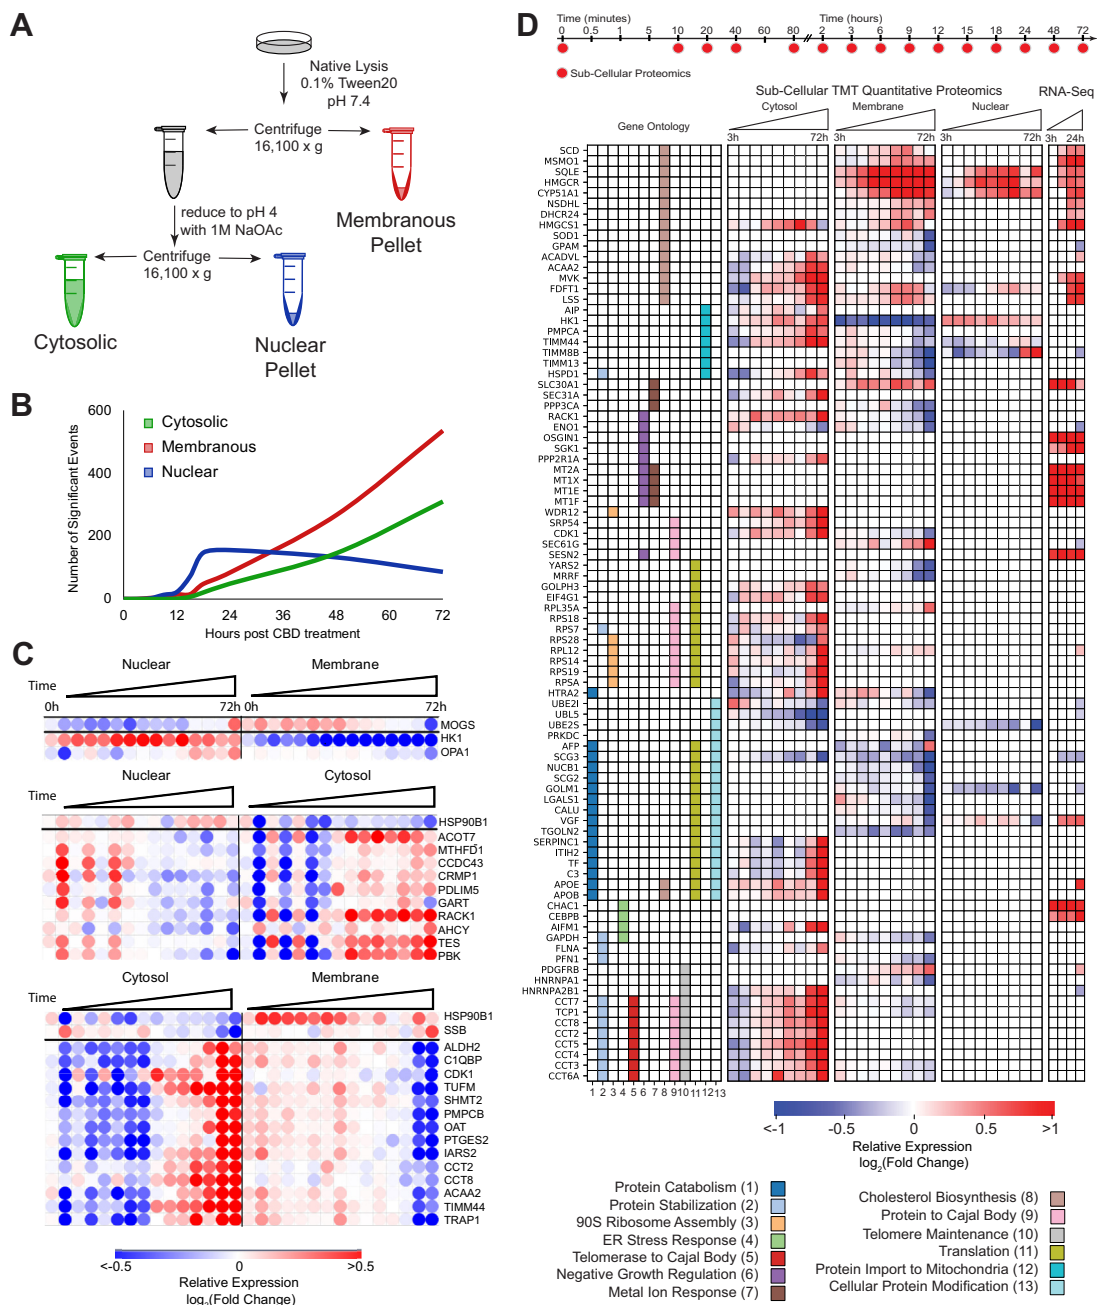 A
Native Lysis
0.1% Tween20
pH 7.4
Centrifuge
16,100 x g
Membranous
Pellet
reduce to pH 4
with 1M NaOAc
Centrifuge
16,100 x g
Cytosolic
Nuclear
Pellet
B
Number of Significant Events
600
400
200
0
Cytosolic
Membranous
Nuclear
0 12 24 36 48 60 72
Hours post CBD treatment
C
Nuclear Membrane
Time
0h 72h 0h 72h
MOGS
HK1
OPA1
Nuclear Cytosol
Time
HSP90B1
ACOT7
MTHFD1
CCDC43
CRMP1
PDLIM5
GART
RACK1
AHCY
TES
PBK
Cytosol Membrane
Time
HSP90B1
SSB
ALDH2
C1QBP
CDK1
TUFM
SHMT2
PMPCB
OAT
PTGES2
IARS2
CCT2
CCT8
ACAA2
TIMM44
TRAP1
<-0.5 0 >0.5
Relative Expression
log2(Fold Change)
D
Time (minutes) Time (hours)
0 0.5 1 5 10 20 40 60 80 2 3 6 9 12 15 18 24 48 72
Sub-Cellular Proteomics
Sub-Cellular TMT Quantitative Proteomics RNA-Seq
Gene Ontology
Cytosol Membrane Nuclear
3h 72h 3h 72h 3h 72h 3h 24h
SCD
MSMO1
SQLE
HMGCR
CYP51A1
NSDHL
DHCR24
HMGCS1
SOD1
GPAM
ACADVL
ACAA2
MVK
FDFT1
LSS
AIP
HK1
PMPCA
TIMM44
TIMM8B
TIMM13
HSPD1
SLC30A1
SEC31A
PPP3CA
RACK1
ENO1
OSGIN1
SGK1
PPP2R1A
MT2A
MT1X
MT1E
MT1F
WDR12
SRP54
CDK1
SEC61G
SESN2
YARS2
MRRF
GOLPH3
EIF4G1
RPL35A
RPS18
RPS7
RPS28
RPL12
RPS14
RPS19
RPSA
HTRA2
UBE2I
UBL5
UBE2S
PRKDC
AFP
SCG3
NUCB1
SCG2
GOLM1
LGALS1
CALU
VGF
TGOLN2
SERPINC1
ITIH2
TF
C3
APOE
APOB
CHAC1
CEBPB
AIFM1
GAPDH
FLNA
PFN1
PDGFRB
HNRNPA1
HNRNPA2B1
CCT7
TCP1
CCT8
CCT2
CCT5
CCT4
CCT3
CCT6A
1 2 3 4 5 6 7 8 9 10 11 12 13
<-1 -0.5 0 0.5 >1
Relative Expression
log2(Fold Change)
Protein Catabolism (1)
Protein Stabilization (2)
90S Ribosome Assembly (3)
ER Stress Response (4)
Telomerase to Cajal Body (5)
Negative Growth Regulation (6)
Metal Ion Response (7)
Cholesterol Biosynthesis (8)
Protein to Cajal Body (9)
Telomere Maintenance (10)
Translation (11)
Protein Import to Mitochondria (12)
Cellular Protein Modification (13)